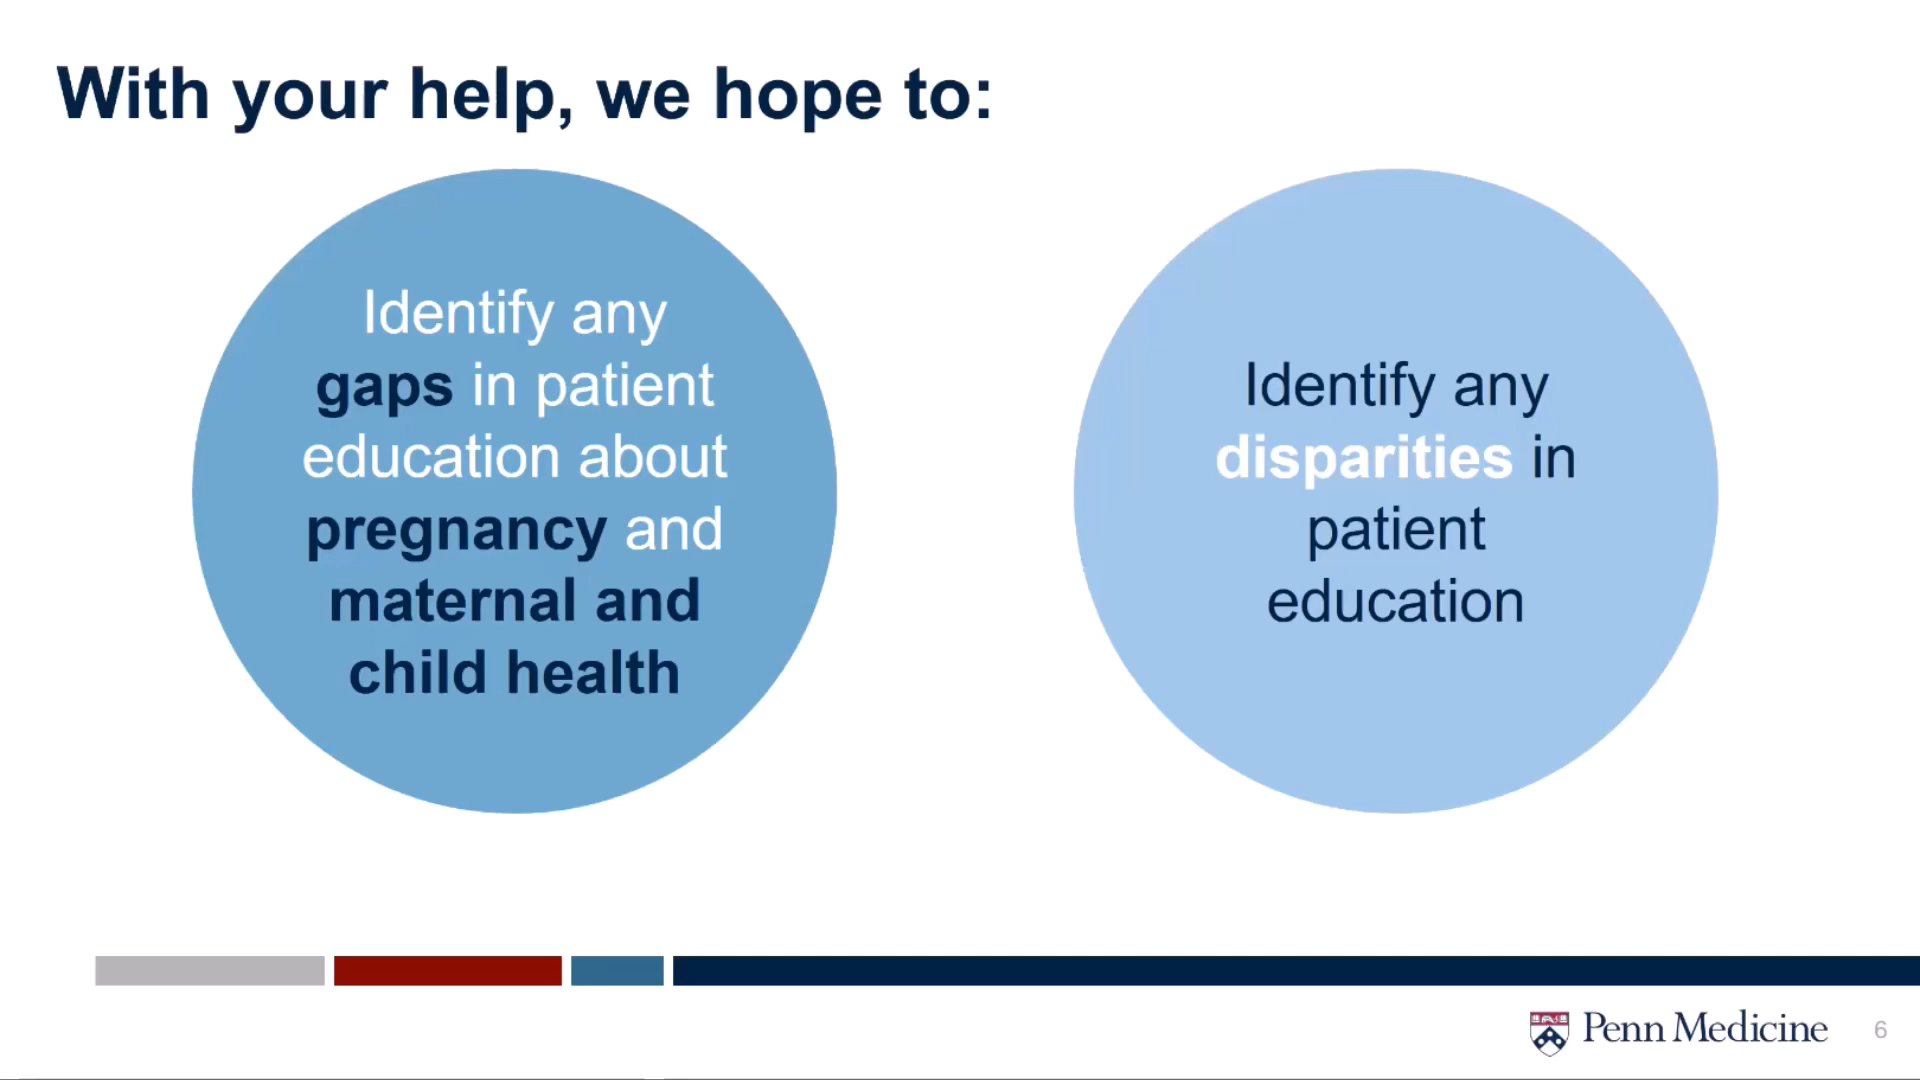 With your help, we hope to:
Identify any
gaps in patient
education about
pregnancy and
maternal and
child health
Identify any
disparities in
patient
education
Penn Medicine
6